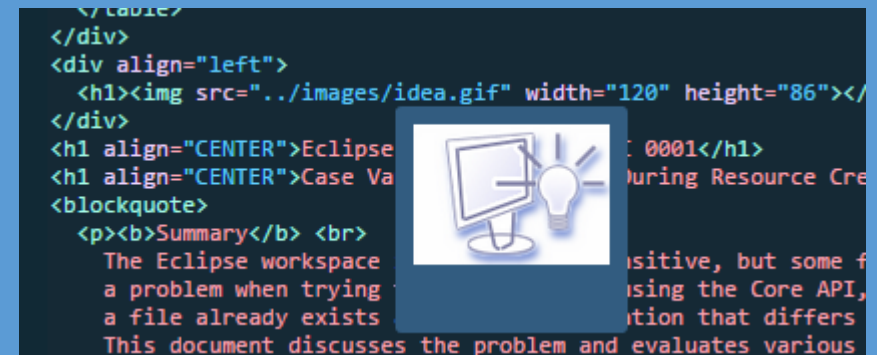 </table>
</div>
<div align="left">
<h1><img src="../images/idea.gif" width="120" height="86"></
</div>
<h1 align="CENTER">Eclipse 0001</h1>
<h1 align="CENTER">Case Va During Resource Cre
<blockquote>
<p><b>Summary</b> <br>
The Eclipse workspace sitive, but some f
a problem when trying using the Core API,
a file already exists tion that differs
This document discusses the problem and evaluates various